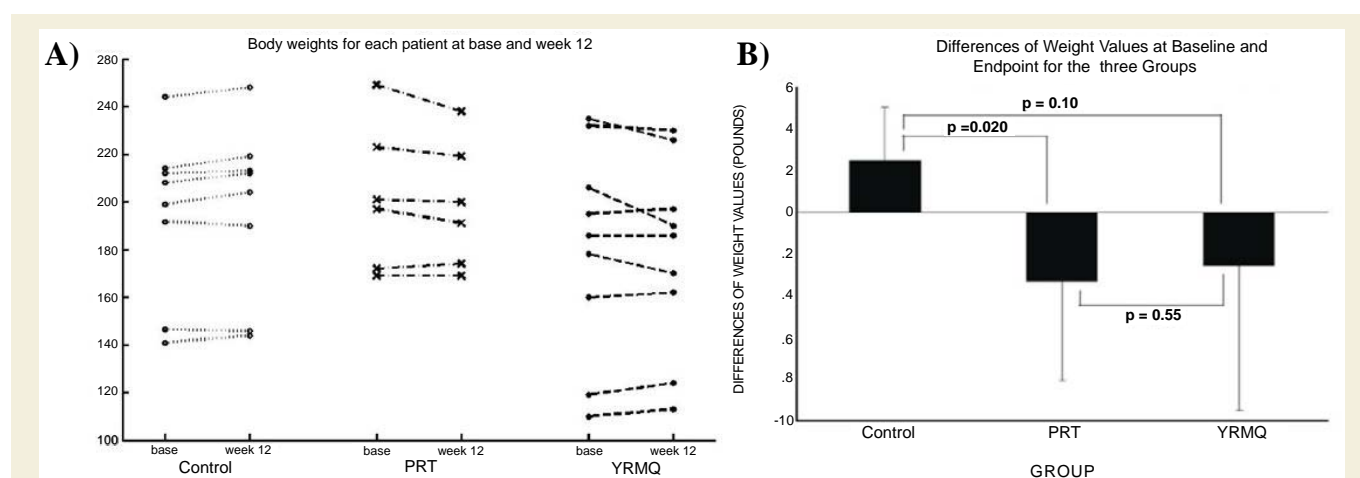 A)
Body weights for each patient at base and week 12
280
260
240
220
200
180
160
140
120
100
base
week 12
base
week 12
base
week 12
Control
PRT
YRMQ
B)
Differences of Weight Values at Baseline and
Endpoint for the three Groups
DIFFERENCES OF WEIGHT VALUES (POUNDS)
6
4
2
0
.2
.4
.6
.8
-10
p = 0.10
p =0.020
p = 0.55
Control
PRT
YRMQ
GROUP